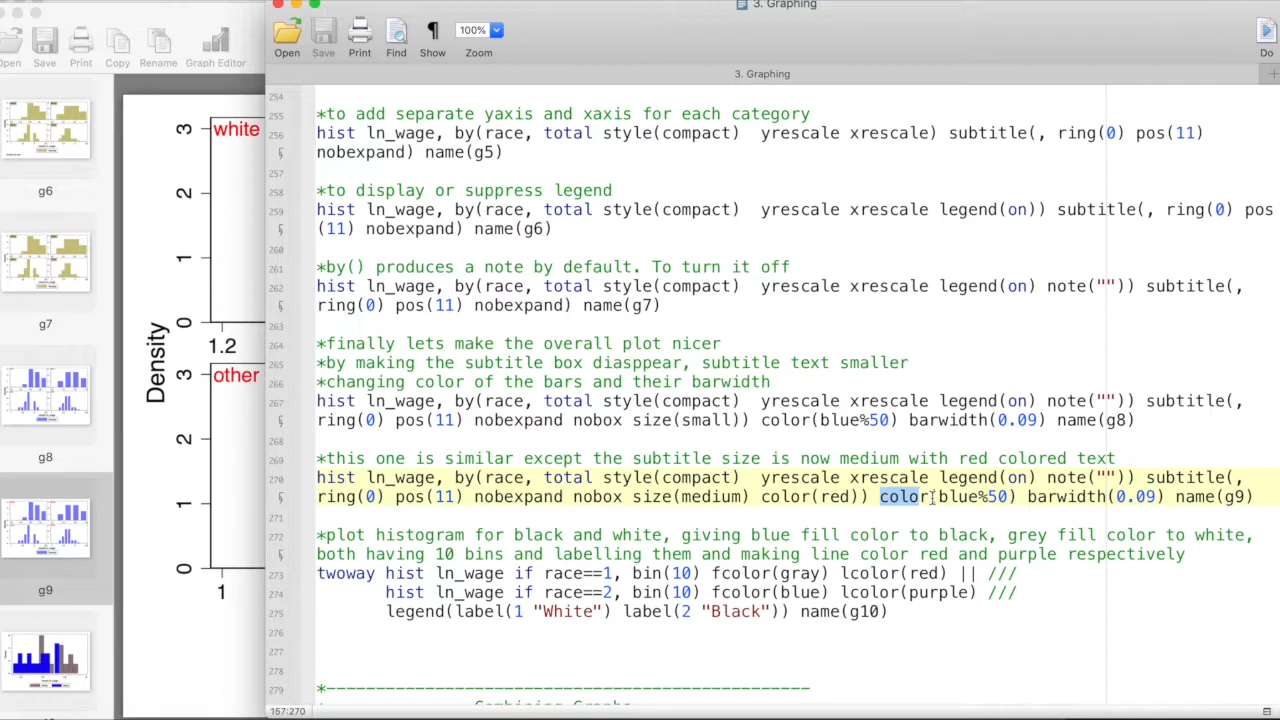 3. Graphing
Open Save Print Copy Rename Graph Editor
Open Save Print Find Show 100% Zoom Do
3. Graphing
g6
g7
g8
g9
white
3
2
1
0
1.2
Density
other
3
2
1
0
1
254
255 *to add separate yaxis and xaxis for each category
256 hist ln_wage, by(race, total style(compact)  yrescale xrescale) subtitle(, ring(0) pos(11)
nobexpand) name(g5)
257
258 *to display or suppress legend
259 hist ln_wage, by(race, total style(compact)  yrescale xrescale legend(on)) subtitle(, ring(0) pos
(11) nobexpand) name(g6)
260
261 *by() produces a note by default. To turn it off
262 hist ln_wage, by(race, total style(compact)  yrescale xrescale legend(on) note("")) subtitle(,
ring(0) pos(11) nobexpand) name(g7)
263
264 *finally lets make the overall plot nicer
265 *by making the subtitle box diasppear, subtitle text smaller
266 *changing color of the bars and their barwidth
267 hist ln_wage, by(race, total style(compact)  yrescale xrescale legend(on) note("")) subtitle(,
ring(0) pos(11) nobexpand nobox size(small)) color(blue%50) barwidth(0.09) name(g8)
268
269 *this one is similar except the subtitle size is now medium with red colored text
270 hist ln_wage, by(race, total style(compact)  yrescale xrescale legend(on) note("")) subtitle(,
ring(0) pos(11) nobexpand nobox size(medium) color(red)) color(blue%50) barwidth(0.09) name(g9)
271
272 *plot histogram for black and white, giving blue fill color to black, grey fill color to white,
both having 10 bins and labelling them and making line color red and purple respectively
273 twoway hist ln_wage if race==1, bin(10) fcolor(gray) lcolor(red) || ///
274 hist ln_wage if race==2, bin(10) fcolor(blue) lcolor(purple) ///
275 legend(label(1 "White") label(2 "Black")) name(g10)
276
277
278
279 *-------------------------------------------------
157:270